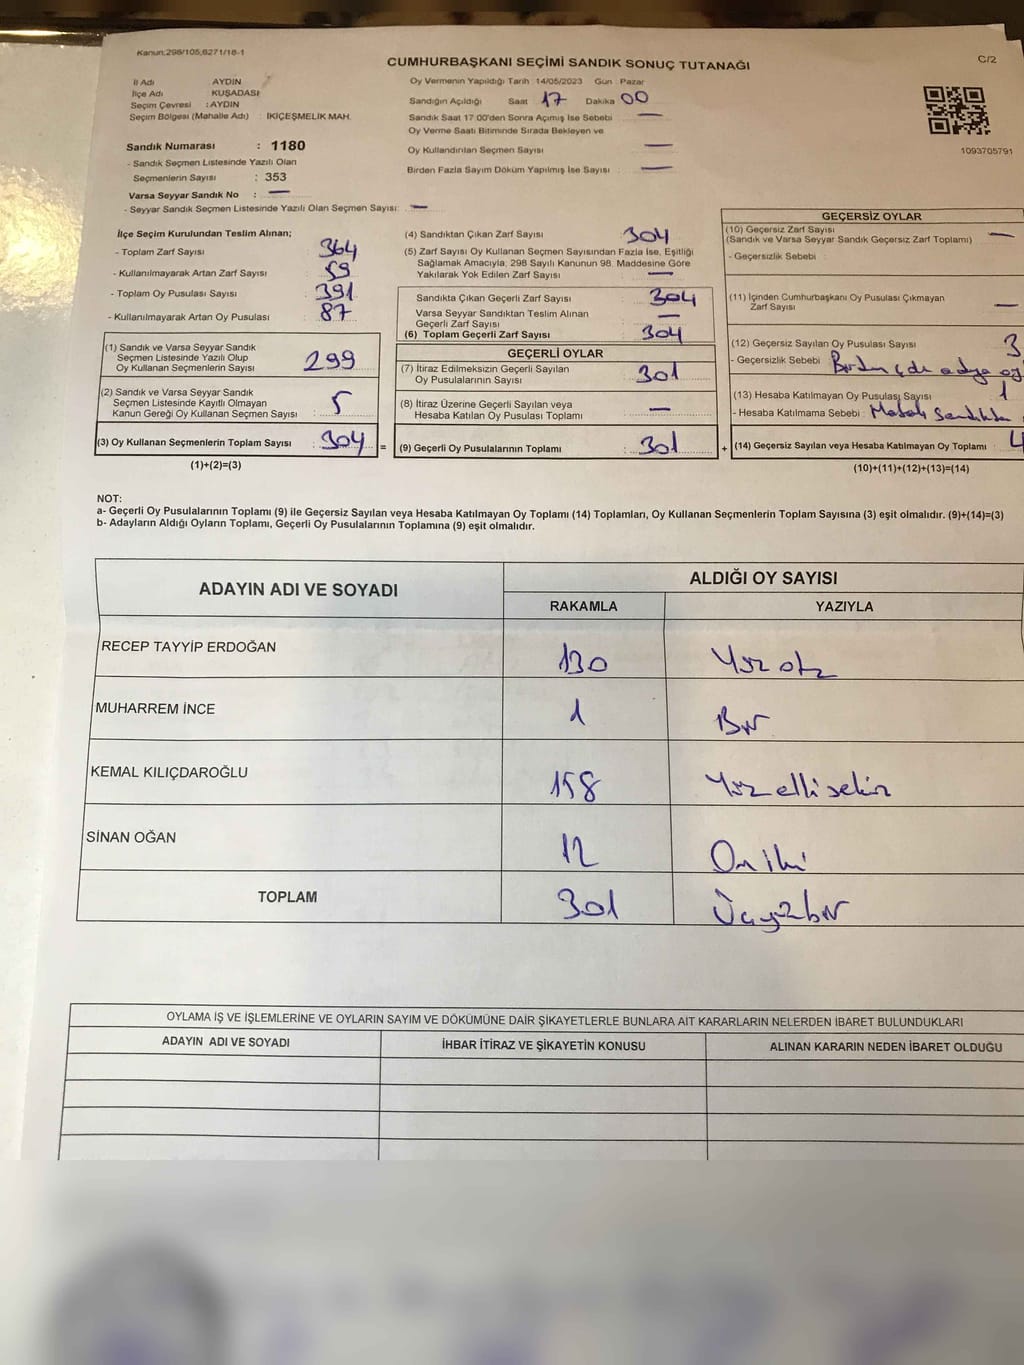 Kanun:298/105,6271/18-1
CUMHURBAŞKANI SEÇİMİ SANDIK SONUÇ TUTANAĞI
C/2
İl Adı AYDIN
İlçe Adı KUŞADASI
Seçim Çevresi : AYDIN
Seçim Bölgesi (Mahalle Adı) : İKİÇEŞMELİK MAH.
Sandık Numarası : 1180
- Sandık Seçmen Listesinde Yazılı Olan
Seçmenlerin Sayısı : 353
Varsa Seyyar Sandık No : —
- Seyyar Sandık Seçmen Listesinde Yazılı Olan Seçmen Sayısı: —
Oy Vermenin Yapıldığı Tarih : 14/05/2023 Gün : Pazar
Sandığın Açıldığı Saat 17 Dakika 00
Sandık Saat 17:00'den Sonra Açımış İse Sebebi —
Oy Verme Saati Bitiminde Sırada Bekleyen ve
Oy Kullandırılan Seçmen Sayısı —
Birden Fazla Sayım Döküm Yapılmış İse Sayısı : —
1093705791
İlçe Seçim Kurulundan Teslim Alınan;
- Toplam Zarf Sayısı 364
- Kullanılmayarak Artan Zarf Sayısı 59
- Toplam Oy Pusulası Sayısı 391
- Kullanılmayarak Artan Oy Pusulası 87
(1) Sandık ve Varsa Seyyar Sandık
Seçmen Listesinde Yazılı Olup
Oy Kullanan Seçmenlerin Sayısı 299
(2) Sandık ve Varsa Seyyar Sandık
Seçmen Listesinde Kayıtlı Olmayan
Kanun Gereği Oy Kullanan Seçmen Sayısı 5
(3) Oy Kullanan Seçmenlerin Toplam Sayısı 304 =
(1)+(2)=(3)
(4) Sandıktan Çıkan Zarf Sayısı 304
(5) Zarf Sayısı Oy Kullanan Seçmen Sayısından Fazla İse, Eşitliği
Sağlamak Amacıyla, 298 Sayılı Kanunun 98. Maddesine Göre
Yakılarak Yok Edilen Zarf Sayısı —
Sandıkta Çıkan Geçerli Zarf Sayısı 304
Varsa Seyyar Sandıktan Teslim Alınan —
Geçerli Zarf Sayısı
(6) Toplam Geçerli Zarf Sayısı 304
GEÇERLİ OYLAR
(7) İtiraz Edilmeksizin Geçerli Sayılan
Oy Pusulalarının Sayısı 301
(8) İtiraz Üzerine Geçerli Sayılan veya
Hesaba Katılan Oy Pusulası Toplamı —
(9) Geçerli Oy Pusulalarının Toplamı : 301 +
GEÇERSİZ OYLAR
(10) Geçersiz Zarf Sayısı
(Sandık ve Varsa Seyyar Sandık Geçersiz Zarf Toplamı) —
- Geçersizlik Sebebi :
(11) İçinden Cumhurbaşkanı Oy Pusulası Çıkmayan
Zarf Sayısı —
(12) Geçersiz Sayılan Oy Pusulası Sayısı 3
- Geçersizlik Sebebi : adaya oy
(13) Hesaba Katılmayan Oy Pusulası Sayısı 1
- Hesaba Katılmama Sebebi : Sandıkta
(14) Geçersiz Sayılan veya Hesaba Katılmayan Oy Toplamı : 4
(10)+(11)+(12)+(13)=(14)
NOT:
a- Geçerli Oy Pusulalarının Toplamı (9) ile Geçersiz Sayılan veya Hesaba Katılmayan Oy Toplamı (14) Toplamları, Oy Kullanan Seçmenlerin Toplam Sayısına (3) eşit olmalıdır. (9)+(14)=(3)
b- Adayların Aldığı Oyların Toplamı, Geçerli Oy Pusulalarının Toplamına (9) eşit olmalıdır.
ADAYIN ADI VE SOYADI
ALDIĞI OY SAYISI
RAKAMLA YAZIYLA
RECEP TAYYİP ERDOĞAN 130 Yüz otz
MUHARREM İNCE 1 Bir
KEMAL KILIÇDAROĞLU 158 Yüz elli sekiz
SİNAN OĞAN 12 On iki
TOPLAM 301 Üçyüzbir
OYLAMA İŞ VE İŞLEMLERİNE VE OYLARIN SAYIM VE DÖKÜMÜNE DAİR ŞİKAYETLERLE BUNLARA AİT KARARLARIN NELERDEN İBARET BULUNDUKLARI
ADAYIN ADI VE SOYADI İHBAR İTİRAZ VE ŞİKAYETİN KONUSU ALINAN KARARIN NEDEN İBARET OLDUĞU